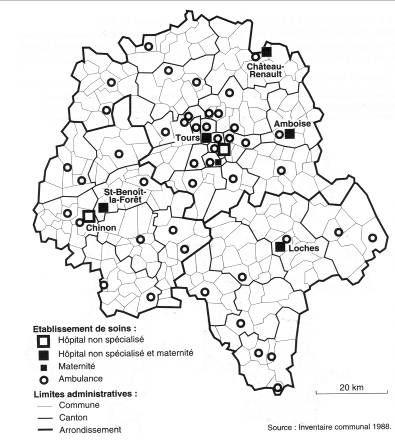 Château-
Renault
Amboise
Tours
St-Benoît-
la-Forêt
Chinon
Loches
Etablissement de soins :
Hôpital non spécialisé
Hôpital non spécialisé et maternité
Maternité
Ambulance
Limites administratives :
Commune
Canton
Arrondissement
20 km
Source : Inventaire communal 1988.